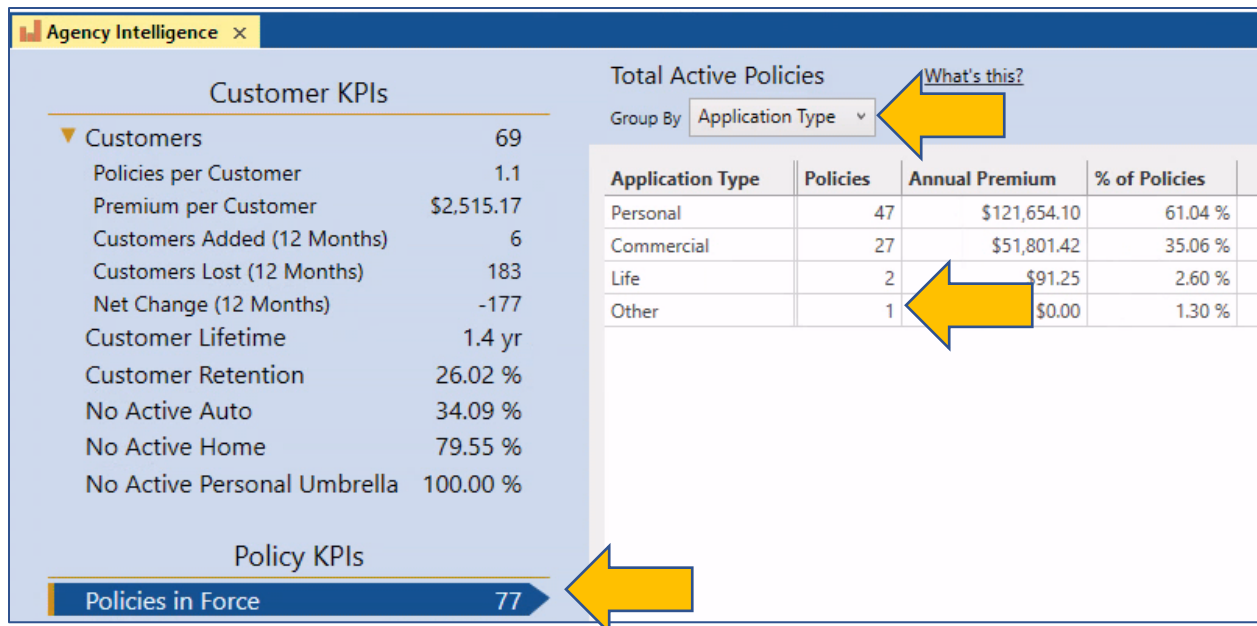 Agency Intelligence ×
Customer KPIs
Customers 69
Policies per Customer 1.1
Premium per Customer $2,515.17
Customers Added (12 Months) 6
Customers Lost (12 Months) 183
Net Change (12 Months) -177
Customer Lifetime 1.4 yr
Customer Retention 26.02 %
No Active Auto 34.09 %
No Active Home 79.55 %
No Active Personal Umbrella 100.00 %
Policy KPIs
Policies in Force 77
Total Active Policies What's this?
Group By Application Type
Application Type Policies Annual Premium % of Policies
Personal 47 $121,654.10 61.04 %
Commercial 27 $51,801.42 35.06 %
Life 2 $91.25 2.60 %
Other 1 $0.00 1.30 %